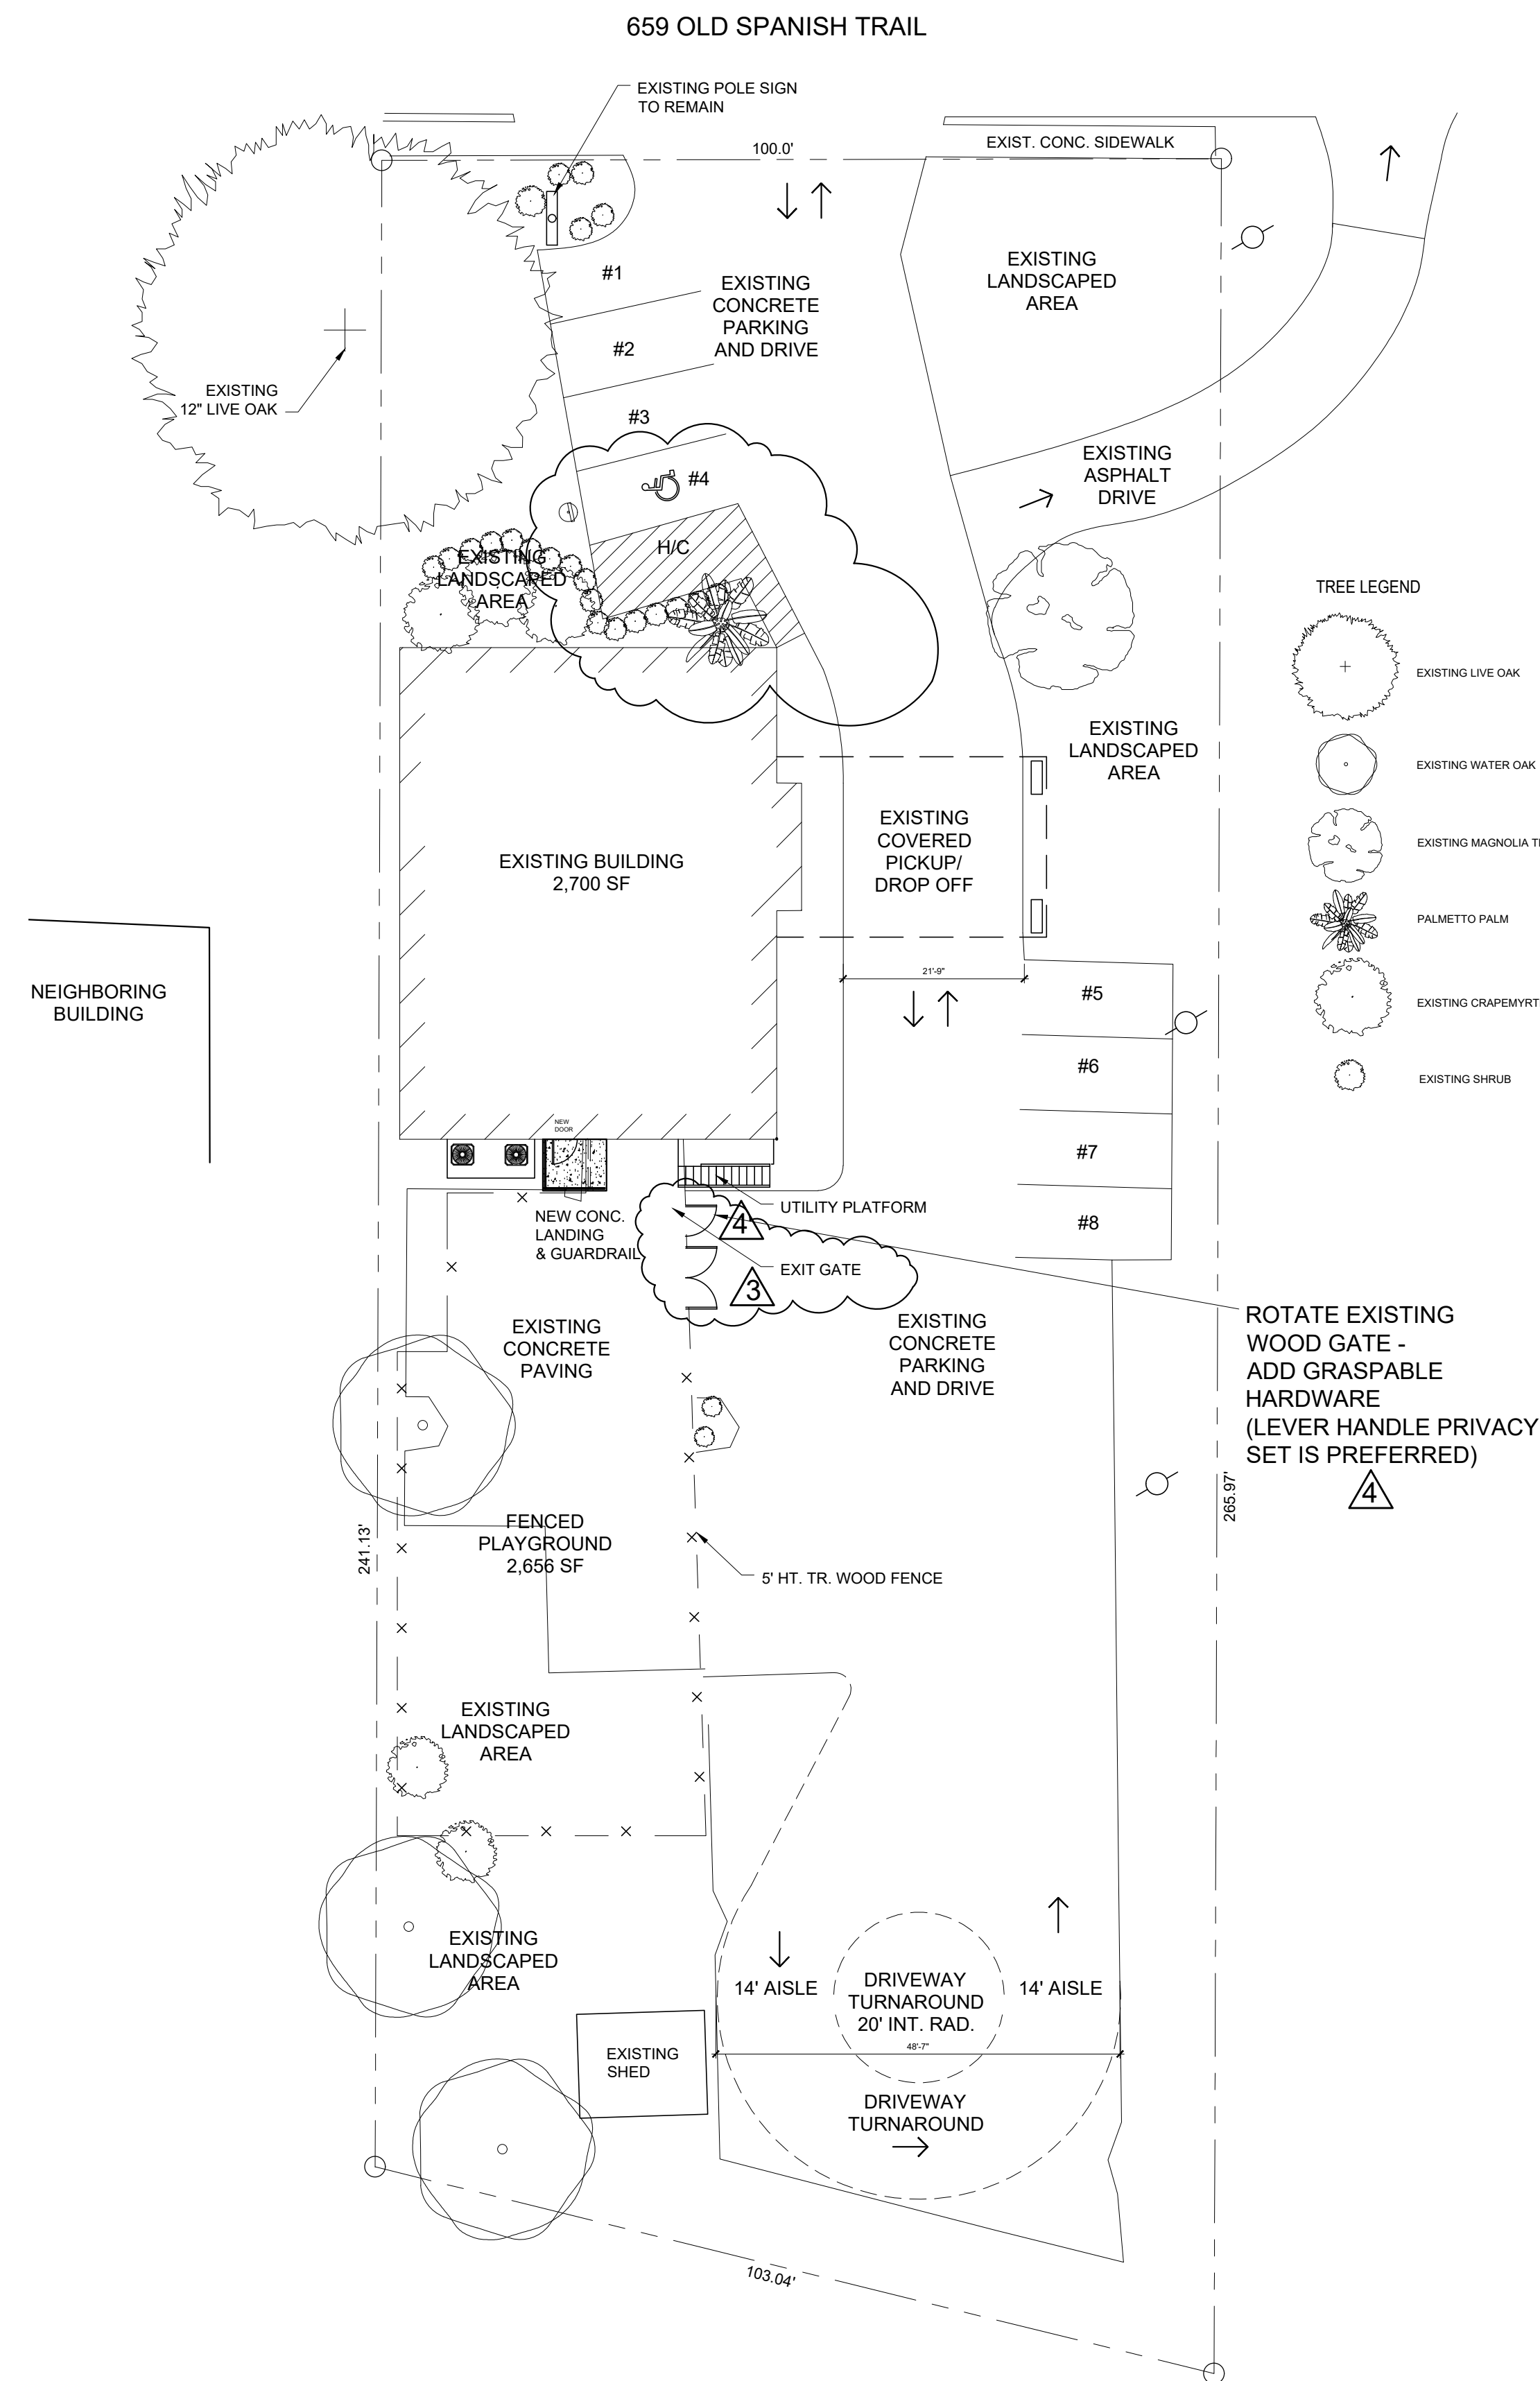 659 OLD SPANISH TRAIL
EXISTING POLE SIGN
TO REMAIN
100.0'
EXIST. CONC. SIDEWALK
EXISTING
LANDSCAPED
AREA
#1
EXISTING
CONCRETE
PARKING
AND DRIVE
#2
EXISTING
12" LIVE OAK
#3
EXISTING
ASPHALT
DRIVE
#4
H/C
EXISTING
LANDSCAPED
AREA
TREE LEGEND
EXISTING LIVE OAK
EXISTING WATER OAK
EXISTING MAGNOLIA
PALMETTO PALM
EXISTING CRAPEMYRT
EXISTING SHRUB
EXISTING
LANDSCAPED
AREA
EXISTING BUILDING
2,700 SF
EXISTING
COVERED
PICKUP/
DROP OFF
NEIGHBORING
BUILDING
21'-9"
#5
#6
#7
#8
NEW
DOOR
NEW CONC.
LANDING
& GUARDRAIL
UTILITY PLATFORM
4
EXIT GATE
3
EXISTING
CONCRETE
PAVING
EXISTING
CONCRETE
PARKING
AND DRIVE
ROTATE EXISTING
WOOD GATE -
ADD GRASPABLE
HARDWARE
(LEVER HANDLE PRIVACY
SET IS PREFERRED)
4
265.97'
241.13'
FENCED
PLAYGROUND
2,656 SF
5' HT. TR. WOOD FENCE
EXISTING
LANDSCAPED
AREA
EXISTING
LANDSCAPED
AREA
14' AISLE
DRIVEWAY
TURNAROUND
20' INT. RAD.
14' AISLE
48'-7"
EXISTING
SHED
DRIVEWAY
TURNAROUND
103.04'